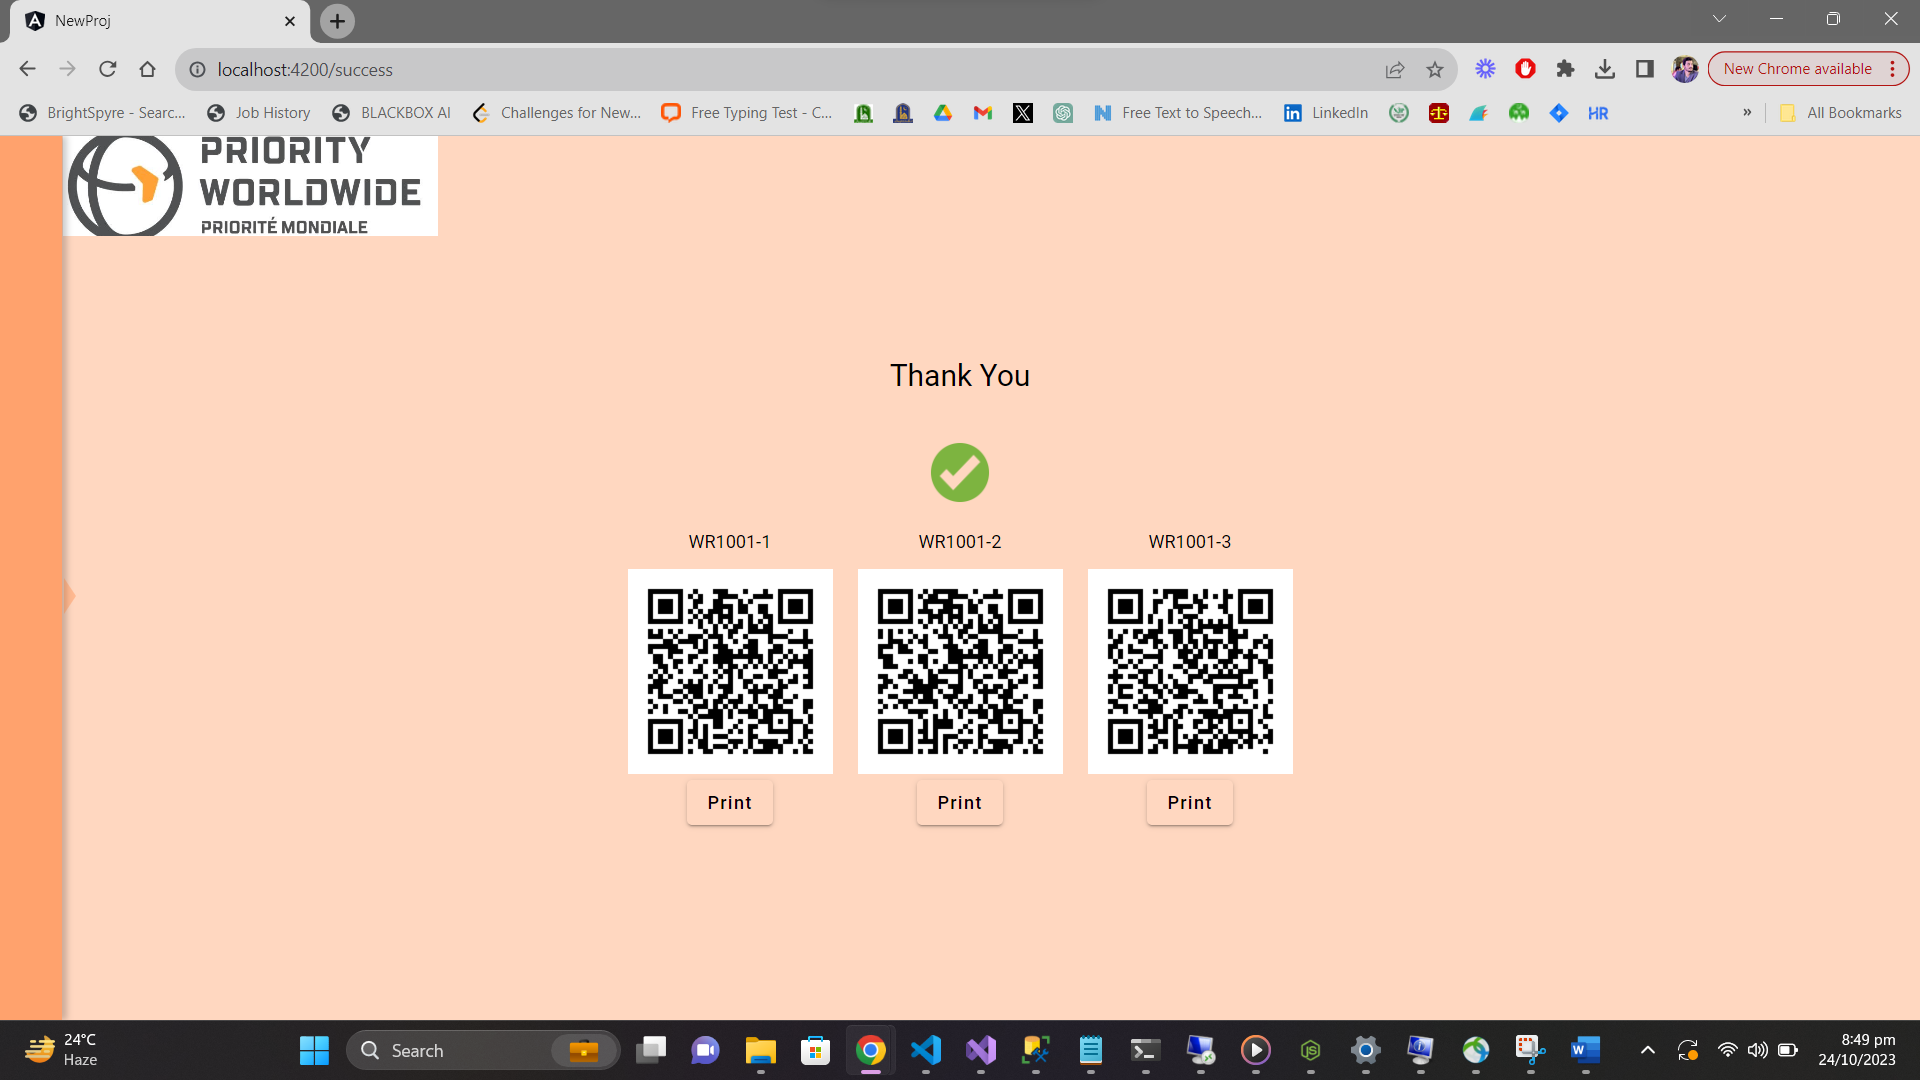 NewProj
localhost:4200/success
New Chrome available
BrightSpyre - Searc...
Job History
BLACKBOX AI
Challenges for New...
Free Typing Test - C...
Free Text to Speech...
LinkedIn
HR
»
All Bookmarks
PRIORITY
WORLDWIDE
PRIORITÉ MONDIALE
Thank You
WR1001-1 WR1001-2 WR1001-3
Print Print Print
24°C
Haze
Search
8:49 pm
24/10/2023